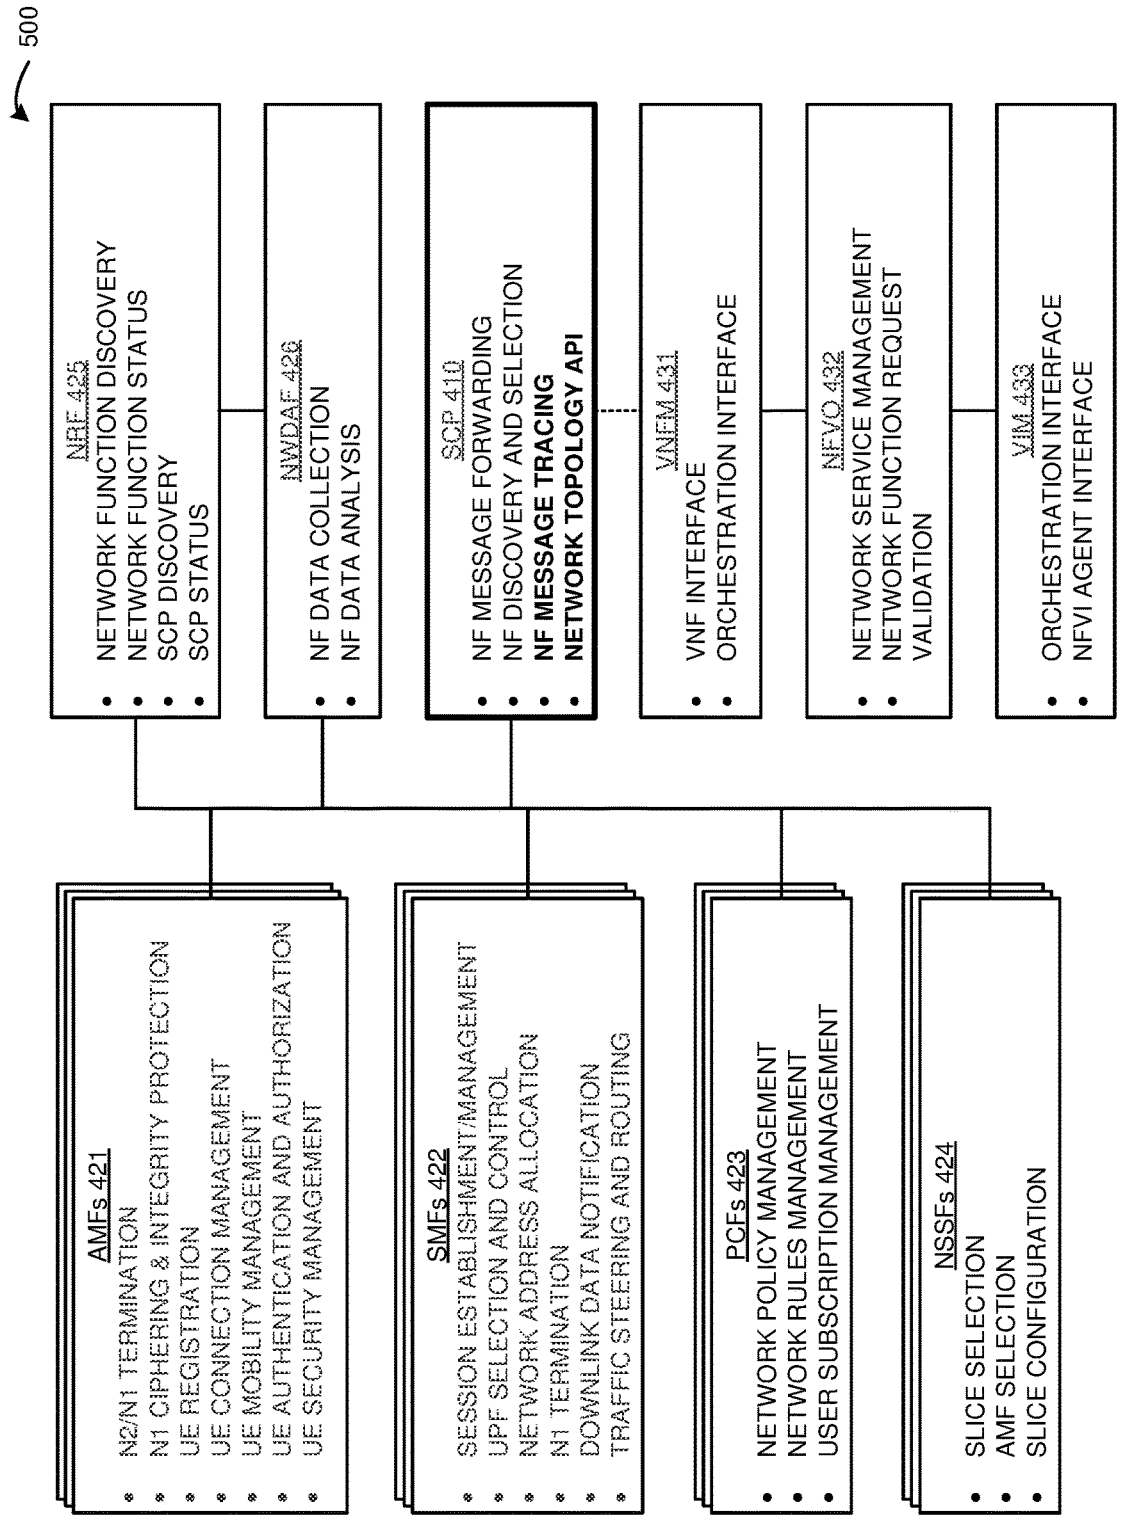 500
AMFs 421
N2/N1 TERMINATION
N1 CIPHERING & INTEGRITY PROTECTION
UE REGISTRATION
UE CONNECTION MANAGEMENT
UE MOBILITY MANAGEMENT
UE AUTHENTICATION AND AUTHORIZATION
UE SECURITY MANAGEMENT
SMFs 422
SESSION ESTABLISHMENT/MANAGEMENT
UPF SELECTION AND CONTROL
NETWORK ADDRESS ALLOCATION
N1 TERMINATION
DOWNLINK DATA NOTIFICATION
TRAFFIC STEERING AND ROUTING
PCFs 423
NETWORK POLICY MANAGEMENT
NETWORK RULES MANAGEMENT
USER SUBSCRIPTION MANAGEMENT
NSSFs 424
SLICE SELECTION
AMF SELECTION
SLICE CONFIGURATION
NRF 425
NETWORK FUNCTION DISCOVERY
NETWORK FUNCTION STATUS
SCP DISCOVERY
SCP STATUS
NWDAF 426
NF DATA COLLECTION
NF DATA ANALYSIS
SCP 410
NF MESSAGE FORWARDING
NF DISCOVERY AND SELECTION
NF MESSAGE TRACING
NETWORK TOPOLOGY API
VNFM 431
VNF INTERFACE
ORCHESTRATION INTERFACE
NFVO 432
NETWORK SERVICE MANAGEMENT
NETWORK FUNCTION REQUEST
VALIDATION
VIM 433
ORCHESTRATION INTERFACE
NFVI AGENT INTERFACE